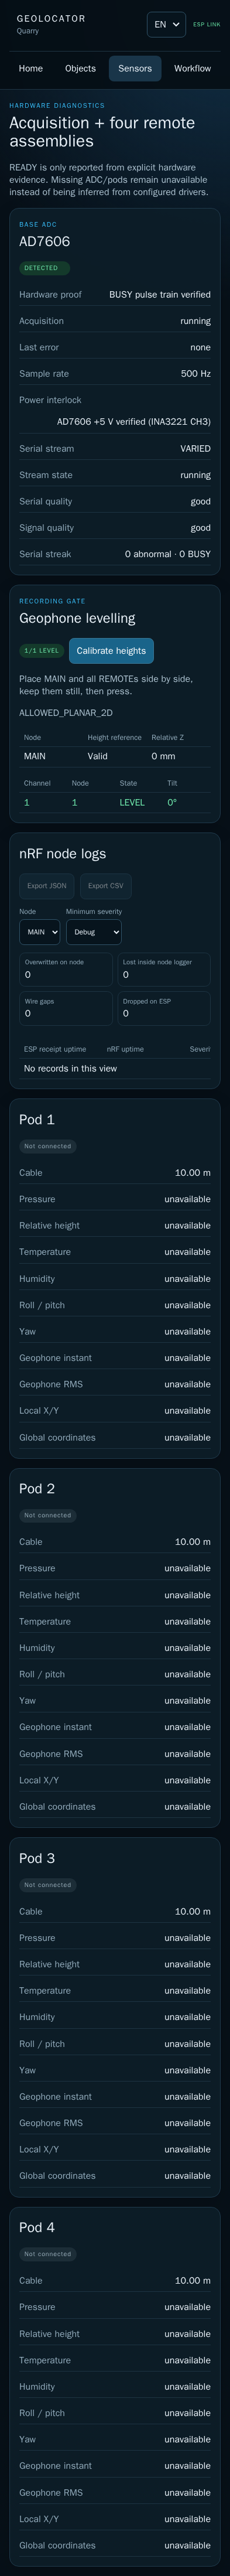 GEOLOCATOR
Quarry
EN
ESP LINK
Home Objects Sensors Workflow
HARDWARE DIAGNOSTICS
Acquisition + four remote
assemblies
READY is only reported from explicit hardware
evidence. Missing ADC/pods remain unavailable
instead of being inferred from configured drivers.
BASE ADC
AD7606
DETECTED
Hardware proof BUSY pulse train verified
Acquisition running
Last error none
Sample rate 500 Hz
Power interlock
AD7606 +5 V verified (INA3221 CH3)
Serial stream VARIED
Stream state running
Serial quality good
Signal quality good
Serial streak 0 abnormal · 0 BUSY
RECORDING GATE
Geophone levelling
1/1 LEVEL Calibrate heights
Place MAIN and all REMOTEs side by side,
keep them still, then press.
ALLOWED_PLANAR_2D
Node Height reference Relative Z
MAIN Valid 0 mm
Channel Node State Tilt
1 1 LEVEL 0°
nRF node logs
Export JSON Export CSV
Node Minimum severity
MAIN Debug
Overwritten on node Lost inside node logger
0 0
Wire gaps Dropped on ESP
0 0
ESP receipt uptime nRF uptime Severi
No records in this view
Pod 1
Not connected
Cable 10.00 m
Pressure unavailable
Relative height unavailable
Temperature unavailable
Humidity unavailable
Roll / pitch unavailable
Yaw unavailable
Geophone instant unavailable
Geophone RMS unavailable
Local X/Y unavailable
Global coordinates unavailable
Pod 2
Not connected
Cable 10.00 m
Pressure unavailable
Relative height unavailable
Temperature unavailable
Humidity unavailable
Roll / pitch unavailable
Yaw unavailable
Geophone instant unavailable
Geophone RMS unavailable
Local X/Y unavailable
Global coordinates unavailable
Pod 3
Not connected
Cable 10.00 m
Pressure unavailable
Relative height unavailable
Temperature unavailable
Humidity unavailable
Roll / pitch unavailable
Yaw unavailable
Geophone instant unavailable
Geophone RMS unavailable
Local X/Y unavailable
Global coordinates unavailable
Pod 4
Not connected
Cable 10.00 m
Pressure unavailable
Relative height unavailable
Temperature unavailable
Humidity unavailable
Roll / pitch unavailable
Yaw unavailable
Geophone instant unavailable
Geophone RMS unavailable
Local X/Y unavailable
Global coordinates unavailable